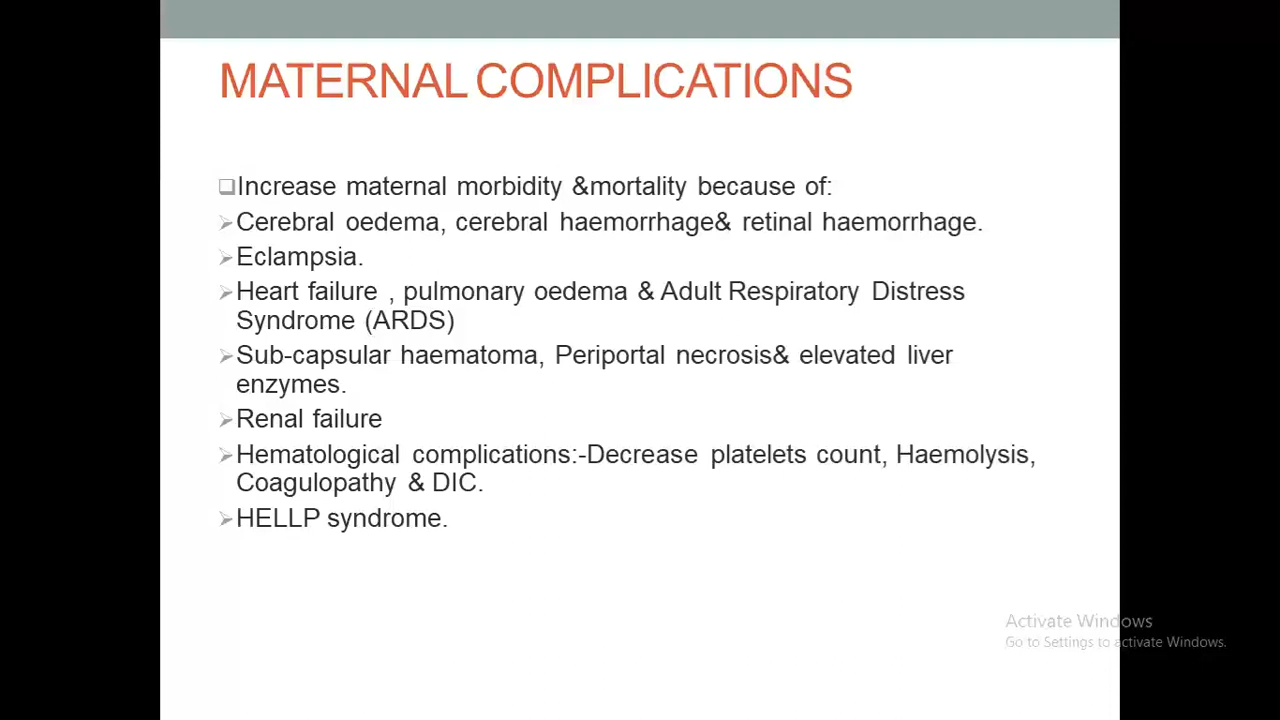 MATERNAL COMPLICATIONS
Increase maternal morbidity &mortality because of:
Cerebral oedema, cerebral haemorrhage& retinal haemorrhage.
Eclampsia.
Heart failure , pulmonary oedema & Adult Respiratory Distress
Syndrome (ARDS)
Sub-capsular haematoma, Periportal necrosis& elevated liver
enzymes.
Renal failure
Hematological complications:-Decrease platelets count, Haemolysis,
Coagulopathy & DIC.
HELLP syndrome.
Activate Windows
Go to Settings to activate Windows.